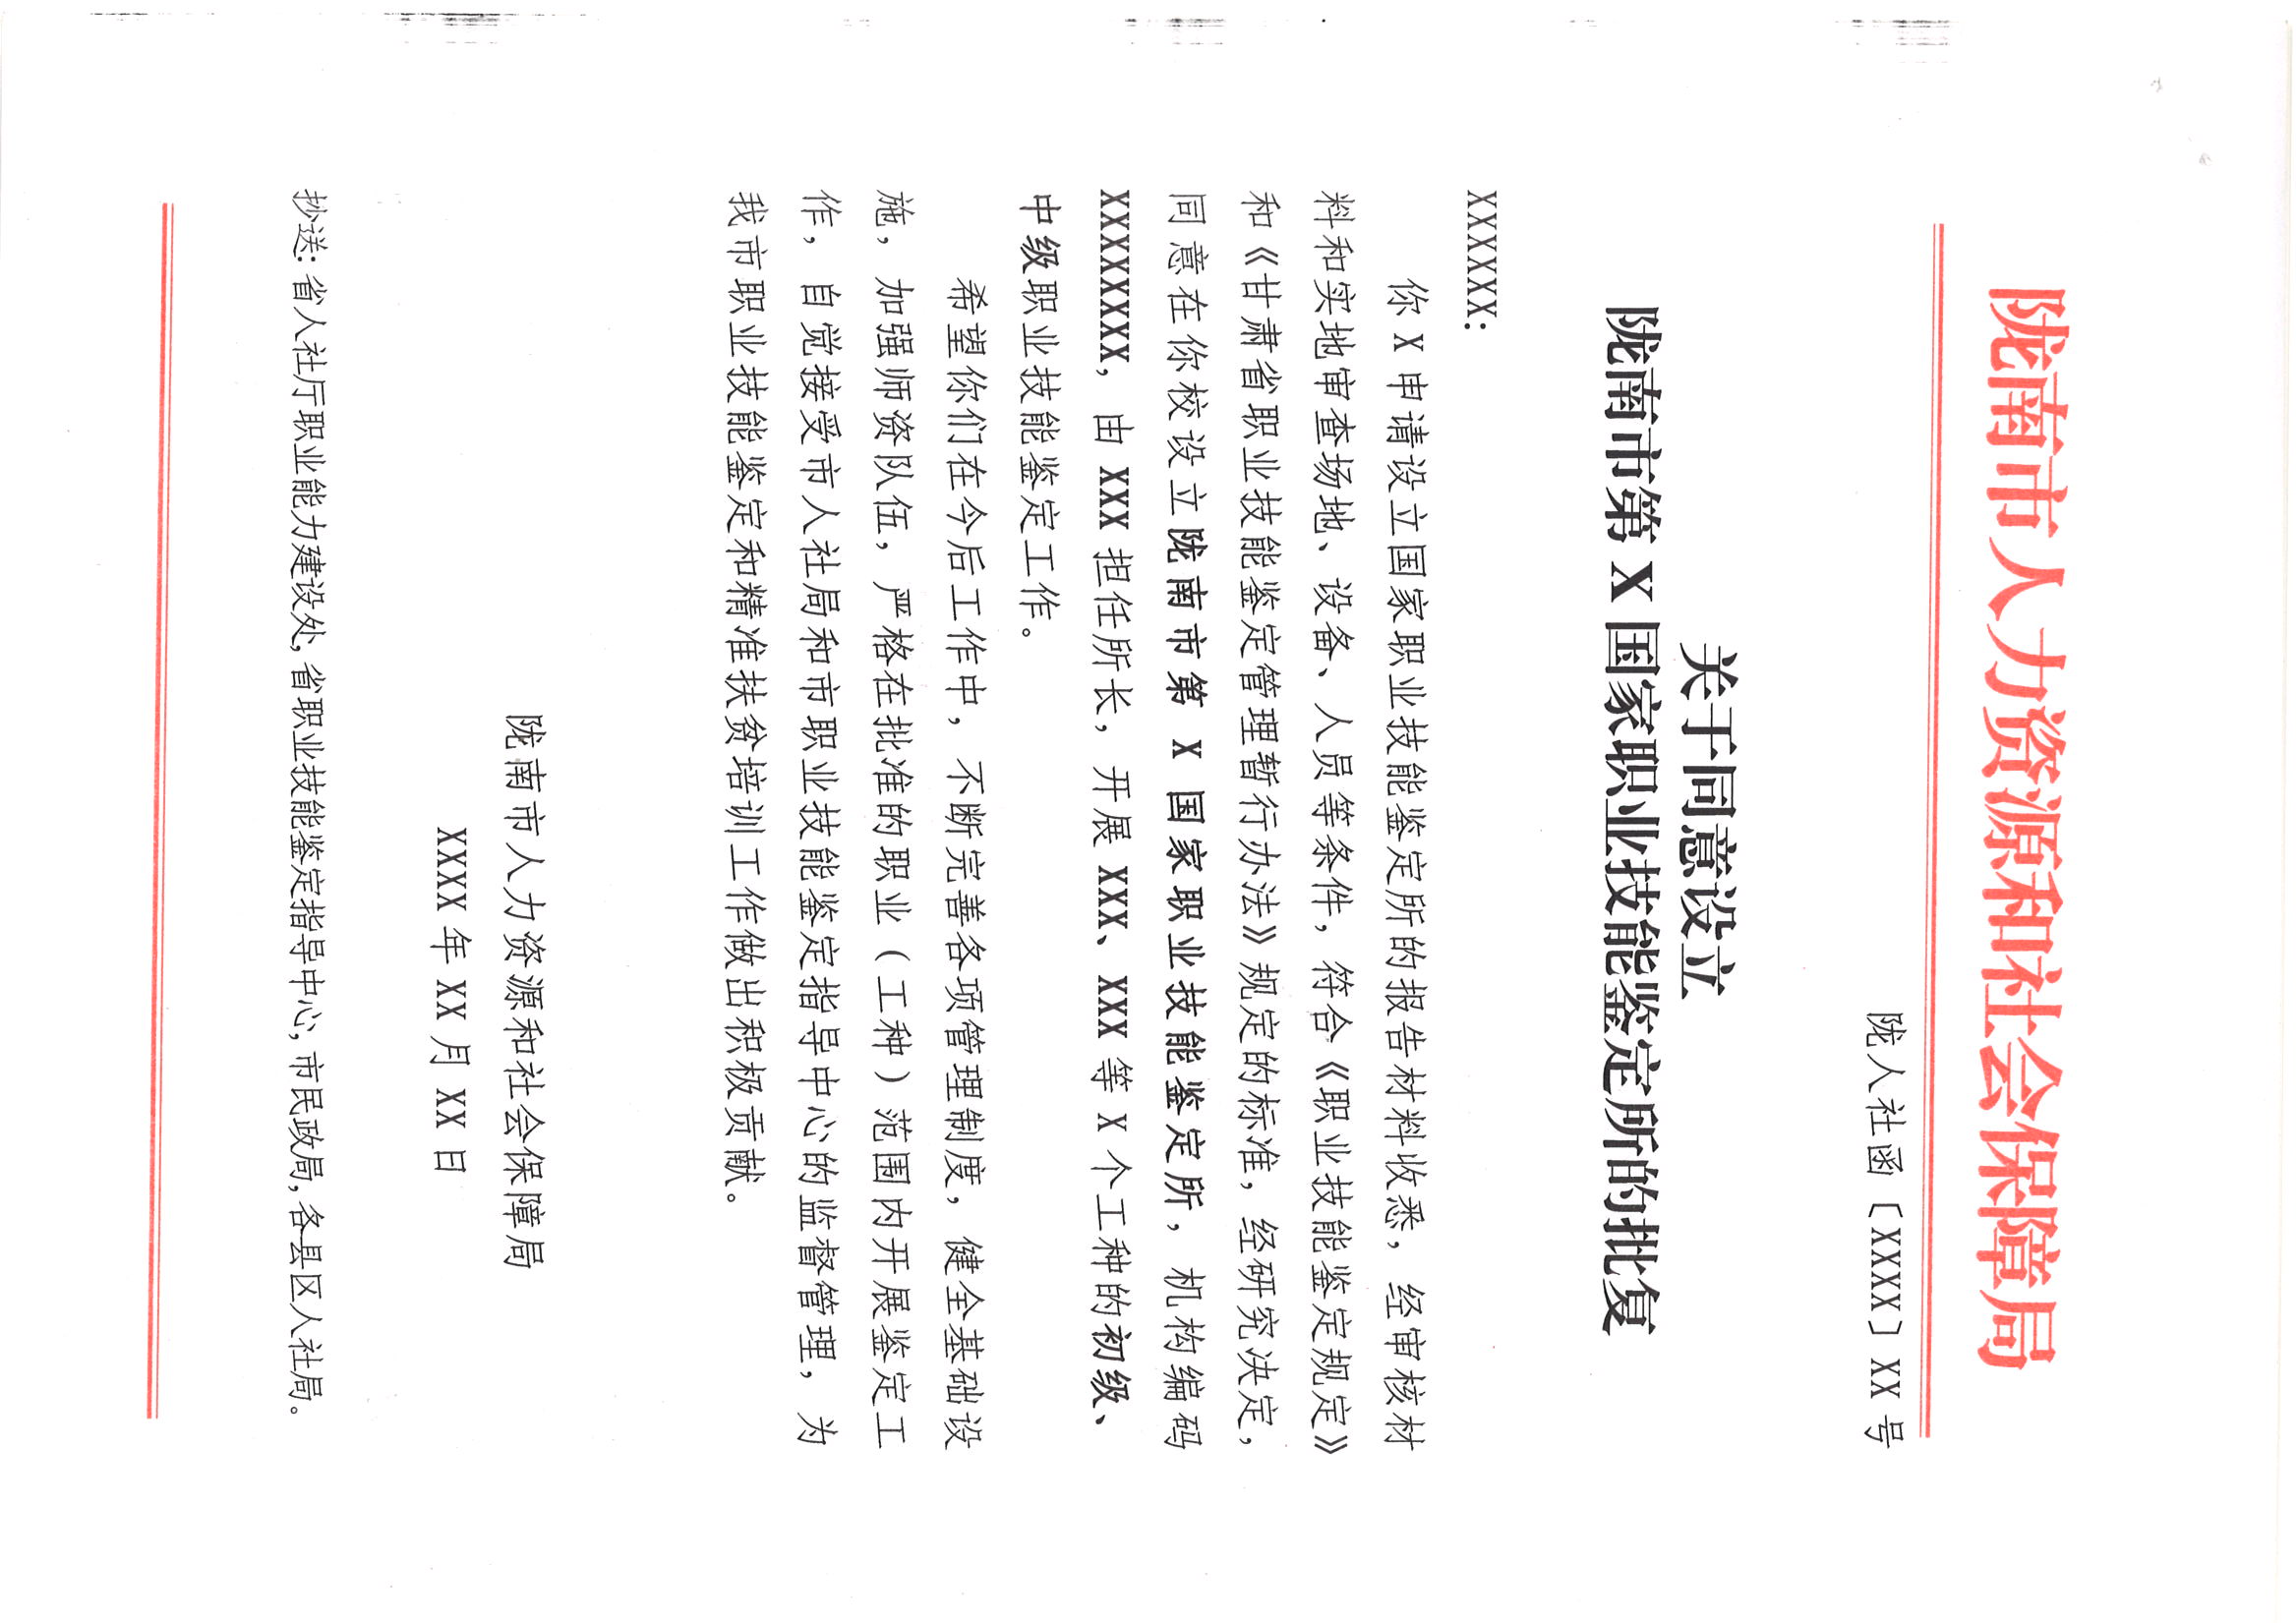 陇南市人力资源和社会保障局
陇人社函〔XXXX〕XX 号
关于同意设立
陇南市第 X 国家职业技能鉴定所的批复
XXXXXX：
你 X 申请设立国家职业技能鉴定所的报告材料收悉，经审核材
料和实地审查场地、设备、人员等条件，符合《职业技能鉴定规定》
和《甘肃省职业技能鉴定管理暂行办法》规定的标准，经研究决定，
同意在你校设立陇南市第 X 国家职业技能鉴定所，机构编码
XXXXXXXX，由 XXX 担任所长，开展 XXX、XXX 等 X 个工种的初级、
中级职业技能鉴定工作。
希望你们在今后工作中，不断完善各项管理制度，健全基础设
施，加强师资队伍，严格在批准的职业（工种）范围内开展鉴定工
作，自觉接受市人社局和市职业技能鉴定指导中心的监督管理，为
我市职业技能鉴定和精准扶贫培训工作做出积极贡献。
陇南市人力资源和社会保障局
XXXX 年 XX 月 XX 日
抄送：省人社厅职业能力建设处，省职业技能鉴定指导中心，市民政局，各县区人社局。